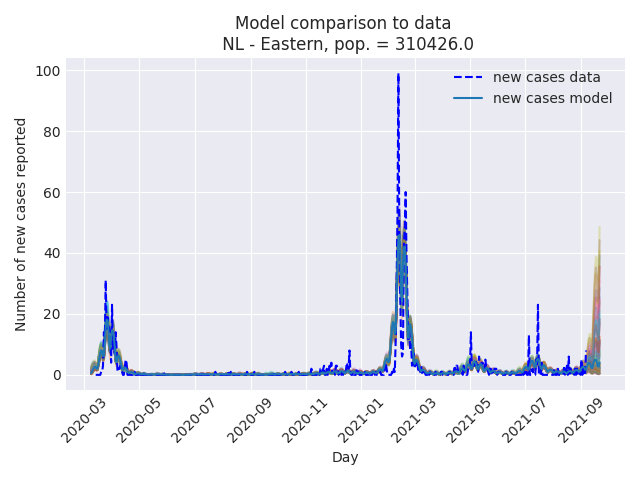 Model comparison to data
NL - Eastern, pop. = 310426.0
new cases data
new cases model
Number of new cases reported
100
80
60
40
20
0
2020-03
2020-05
2020-07
2020-09
2020-11
2021-01
2021-03
2021-05
2021-07
2021-09
Day